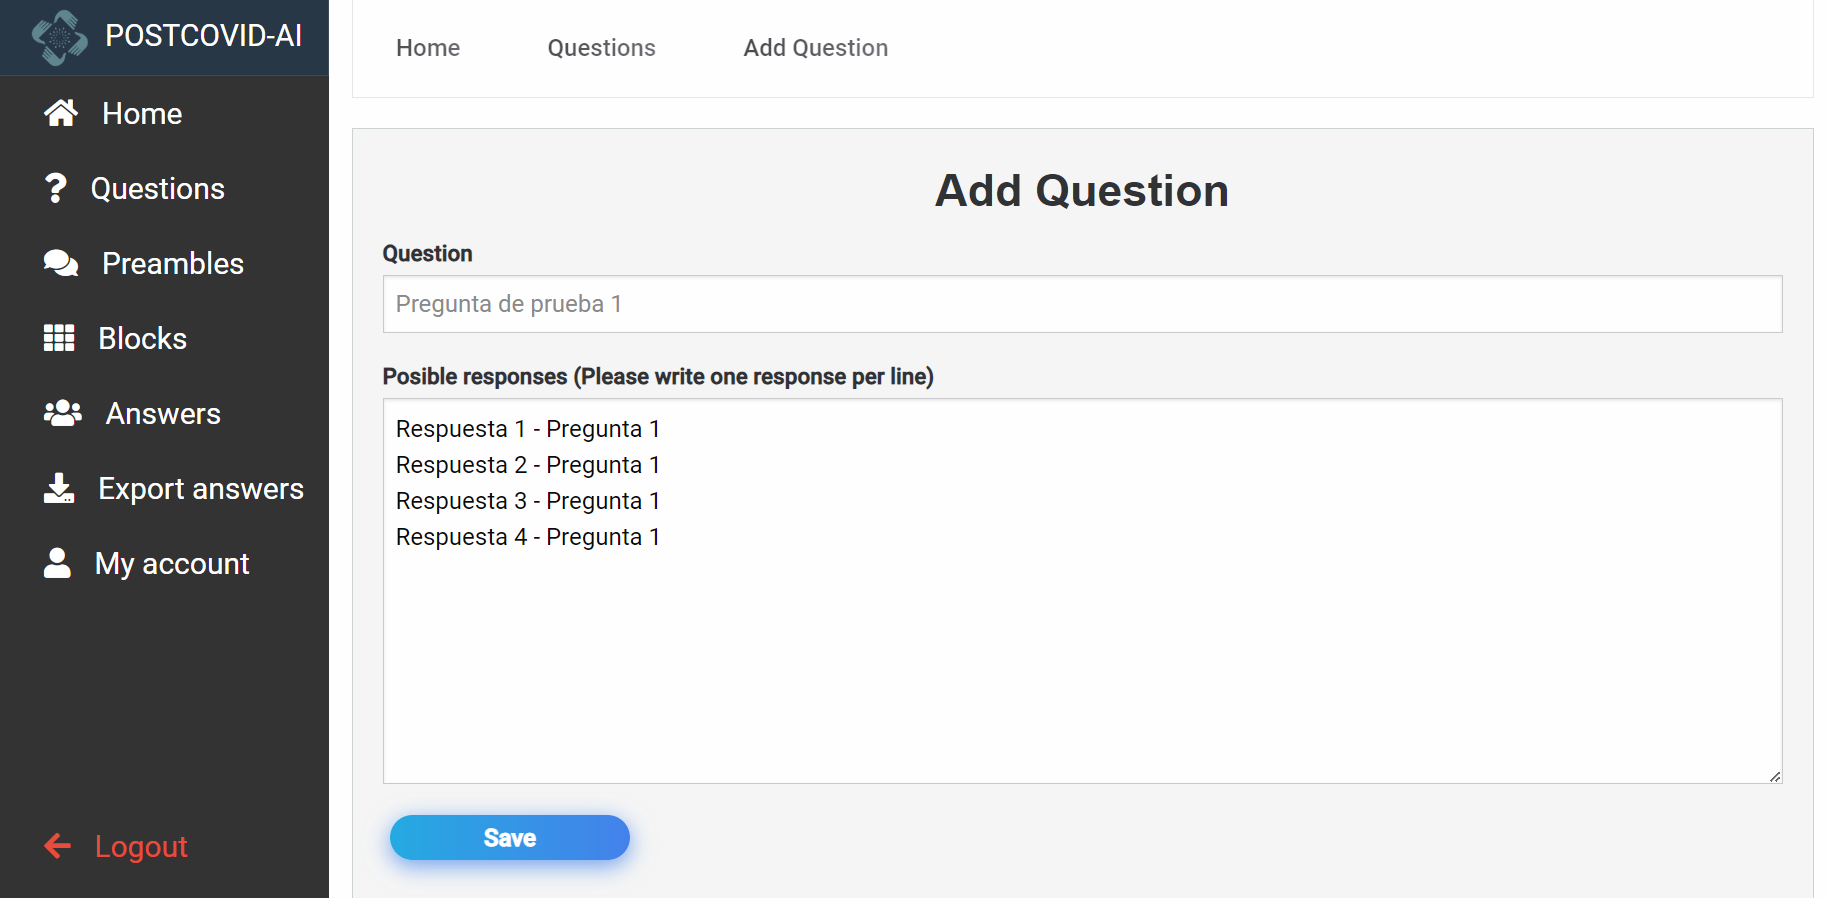 POSTCOVID-AI
Home
Questions
Preambles
Blocks
Answers
Export answers
My account
Logout
Home Questions Add Question
Add Question
Question
Pregunta de prueba 1
Posible responses (Please write one response per line)
Respuesta 1 - Pregunta 1
Respuesta 2 - Pregunta 1
Respuesta 3 - Pregunta 1
Respuesta 4 - Pregunta 1
Save